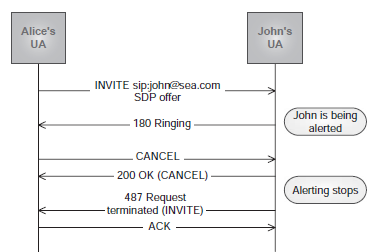 Alice's
UA
John's
UA
INVITE sip:john@sea.com
SDP offer
John is being
alerted
180 Ringing
CANCEL
200 OK (CANCEL)
Alerting stops
487 Request
terminated (INVITE)
ACK